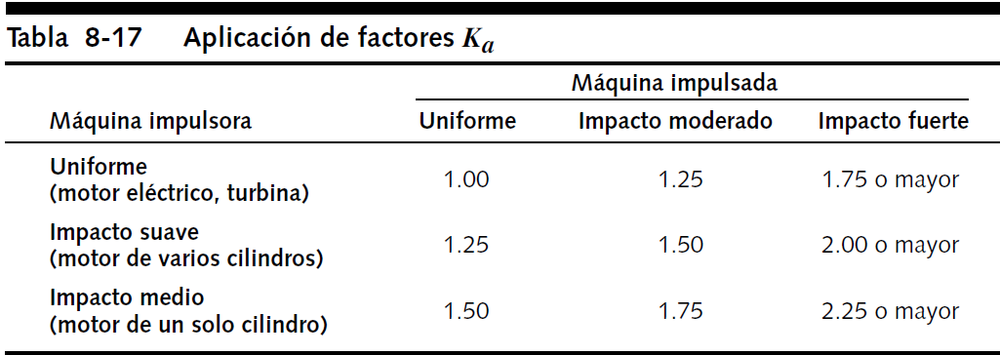 Tabla 8-17 Aplicación de factores Ka
Máquina impulsada
Máquina impulsora Uniforme Impacto moderado Impacto fuerte
Uniforme
(motor eléctrico, turbina) 1.00 1.25 1.75 o mayor
Impacto suave
(motor de varios cilindros) 1.25 1.50 2.00 o mayor
Impacto medio
(motor de un solo cilindro) 1.50 1.75 2.25 o mayor